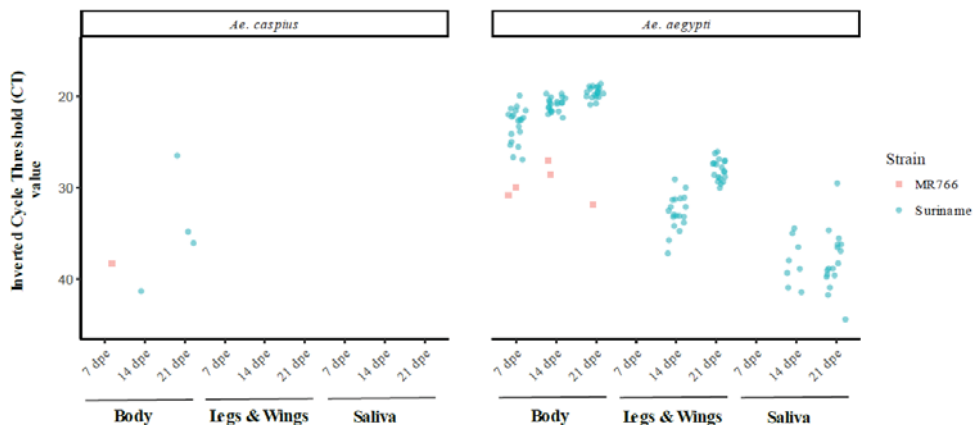 Ae. caspius
Ae. aegypti
Inverted Cycle Threshold (CT)
value
20
30
40
Strain
MR766
Suriname
7 dpe
14 dpe
21 dpe
7 dpe
14 dpe
21 dpe
7 dpe
14 dpe
21 dpe
7 dpe
14 dpe
21 dpe
7 dpe
14 dpe
21 dpe
7 dpe
14 dpe
21 dpe
Body
Legs & Wings
Saliva
Body
Legs & Wings
Saliva